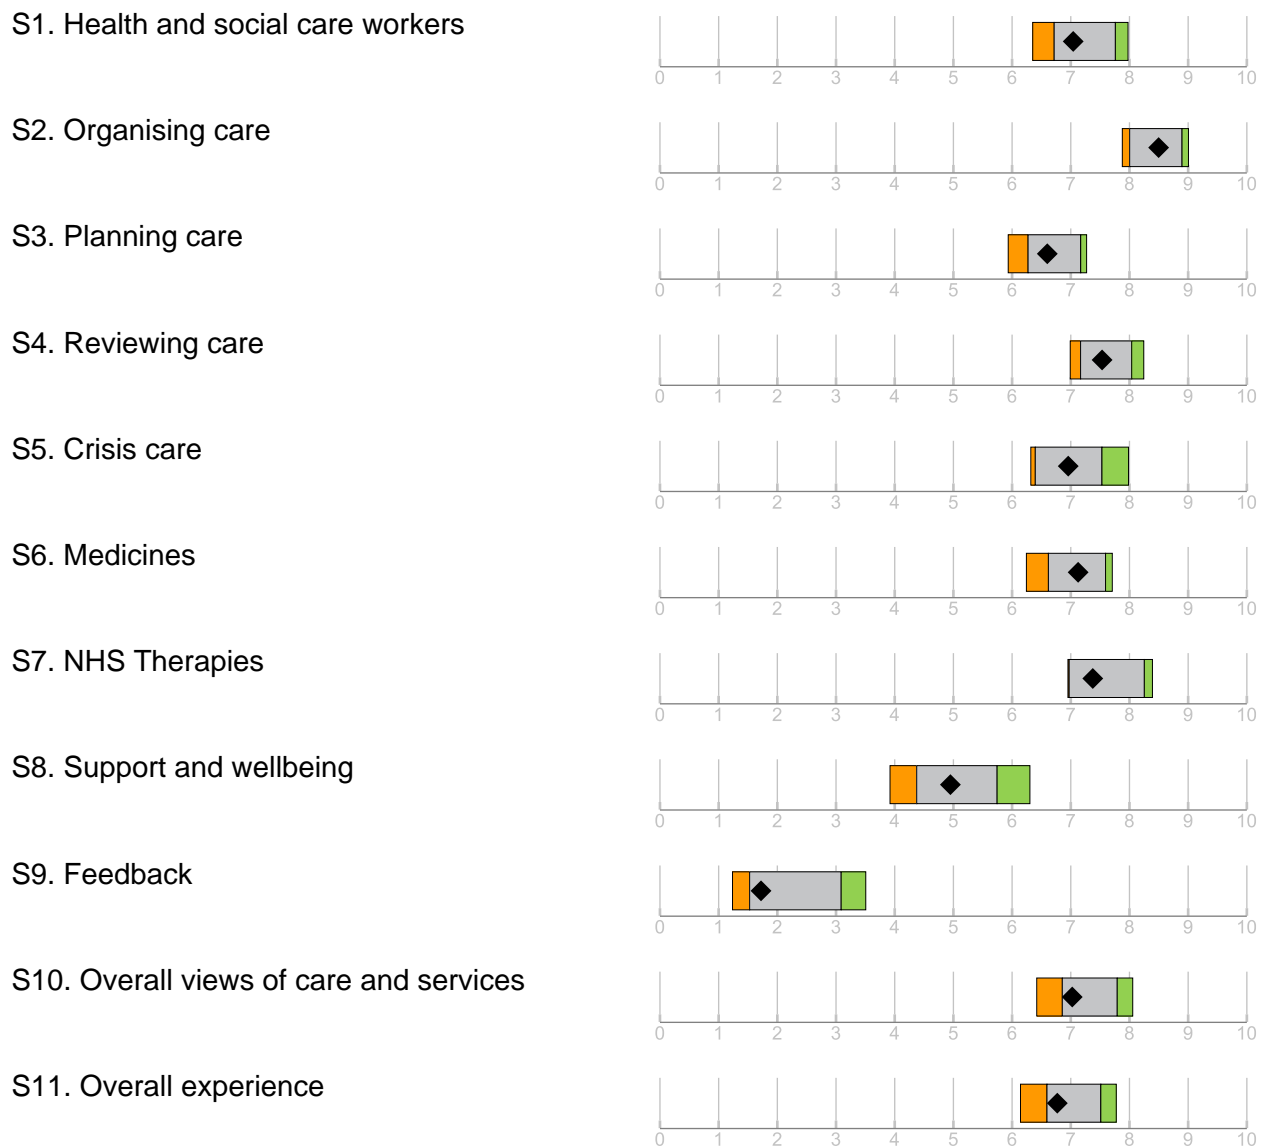 S1. Health and social care workers
0 1 2 3 4 5 6 7 8 9 10
S2. Organising care
0 1 2 3 4 5 6 7 8 9 10
S3. Planning care
0 1 2 3 4 5 6 7 8 9 10
S4. Reviewing care
0 1 2 3 4 5 6 7 8 9 10
S5. Crisis care
0 1 2 3 4 5 6 7 8 9 10
S6. Medicines
0 1 2 3 4 5 6 7 8 9 10
S7. NHS Therapies
0 1 2 3 4 5 6 7 8 9 10
S8. Support and wellbeing
0 1 2 3 4 5 6 7 8 9 10
S9. Feedback
0 1 2 3 4 5 6 7 8 9 10
S10. Overall views of care and services
0 1 2 3 4 5 6 7 8 9 10
S11. Overall experience
0 1 2 3 4 5 6 7 8 9 10